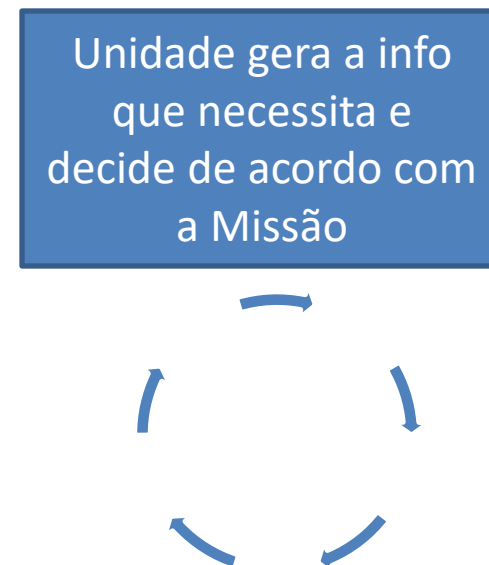 Unidade gera a info
que necessita e
decide de acordo com
a Missão